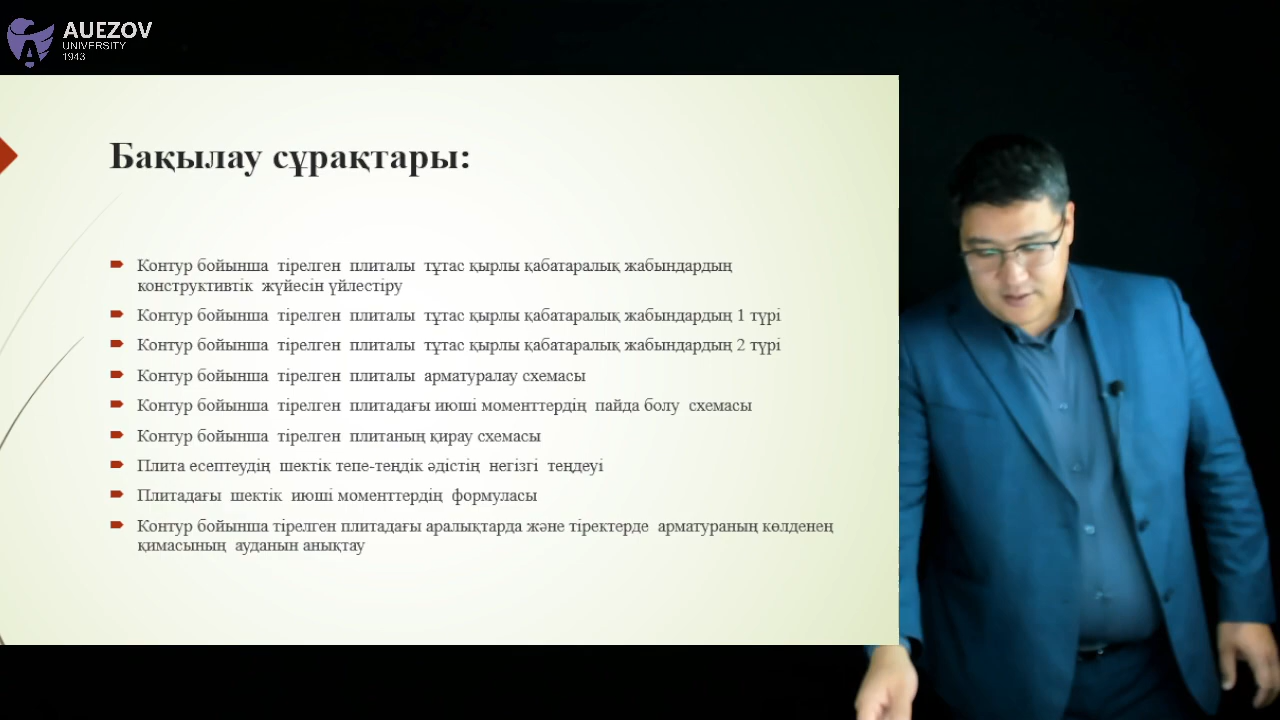 AUEZOV
UNIVERSITY
1943
Бақылау сұрақтары:
Контур бойынша тірелген плиталы тұтас қырлы қабатаралық жабындардың
конструктивтік жүйесін үйлестіру
Контур бойынша тірелген плиталы тұтас қырлы қабатаралық жабындардың 1 түрі
Контур бойынша тірелген плиталы тұтас қырлы қабатаралық жабындардың 2 түрі
Контур бойынша тірелген плиталы арматуралау схемасы
Контур бойынша тірелген плитадағы июші моменттердің пайда болу схемасы
Контур бойынша тірелген плитаның қирау схемасы
Плита есептеудің шектік тепе-теңдік әдістің негізгі теңдеуі
Плитадағы шектік июші моменттердің формуласы
Контур бойынша тірелген плитадағы аралықтарда және тіректерде арматураның көлденең
қимасының ауданын анықтау